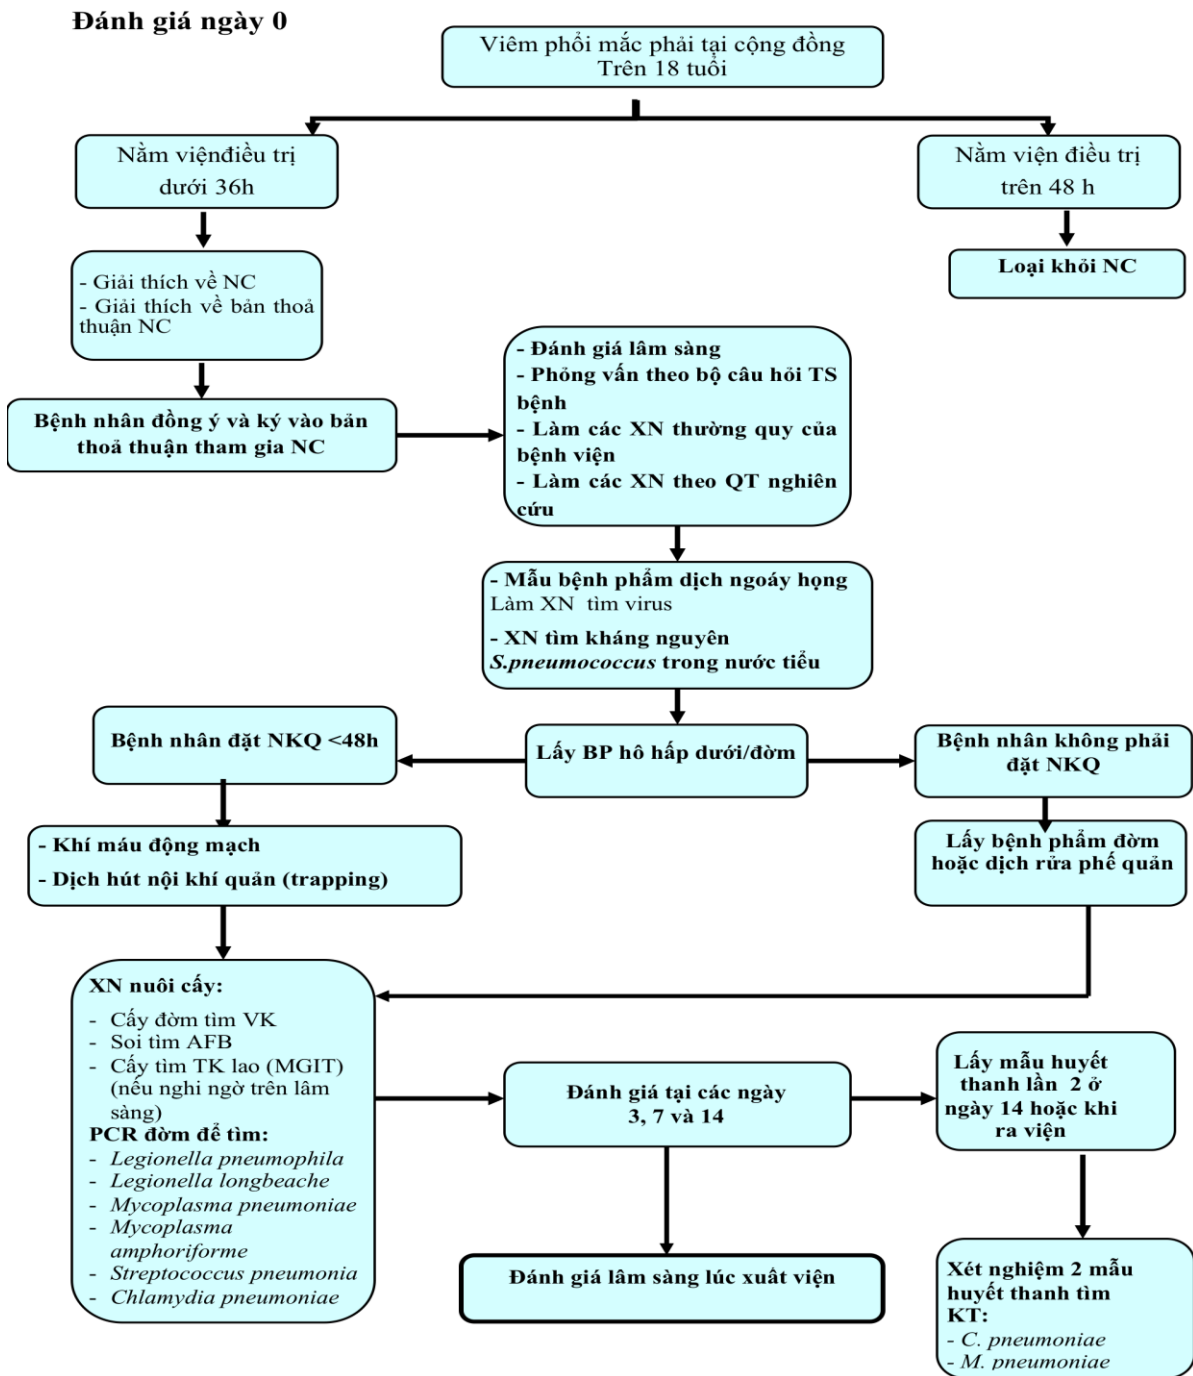 Đánh giá ngày 0
Viêm phổi mắc phải tại cộng đồng
Trên 18 tuổi
Nằm việnđiều trị
dưới 36h
Nằm viện điều trị
trên 48 h
- Giải thích về NC
- Giải thích về bản thoả
thuận NC
Loại khỏi NC
Bệnh nhân đồng ý và ký vào bản
thoả thuận tham gia NC
- Đánh giá lâm sàng
- Phỏng vấn theo bộ câu hỏi TS
bệnh
- Làm các XN thường quy của
bệnh viện
- Làm các XN theo QT nghiên
cứu
- Mẫu bệnh phẩm dịch ngoáy họng
Làm XN tìm virus
- XN tìm kháng nguyên
S.pneumococcus trong nước tiểu
Bệnh nhân đặt NKQ <48h
Lấy BP hô hấp dưới/đờm
Bệnh nhân không phải
đặt NKQ
- Khí máu động mạch
- Dịch hút nội khí quản (trapping)
Lấy bệnh phẩm đờm
hoặc dịch rửa phế quản
XN nuôi cấy:
- Cấy đờm tìm VK
- Soi tìm AFB
- Cấy tìm TK lao (MGIT)
(nếu nghi ngờ trên lâm
sàng)
PCR đờm để tìm:
- Legionella pneumophila
- Legionella longbeache
- Mycoplasma pneumoniae
- Mycoplasma
amphoriforme
- Streptococcus pneumonia
- Chlamydia pneumoniae
Đánh giá tại các ngày
3, 7 và 14
Lấy mẫu huyết
thanh lần 2 ở
ngày 14 hoặc khi
ra viện
Đánh giá lâm sàng lúc xuất viện
Xét nghiệm 2 mẫu
huyết thanh tìm
KT:
- C. pneumoniae
- M. pneumoniae